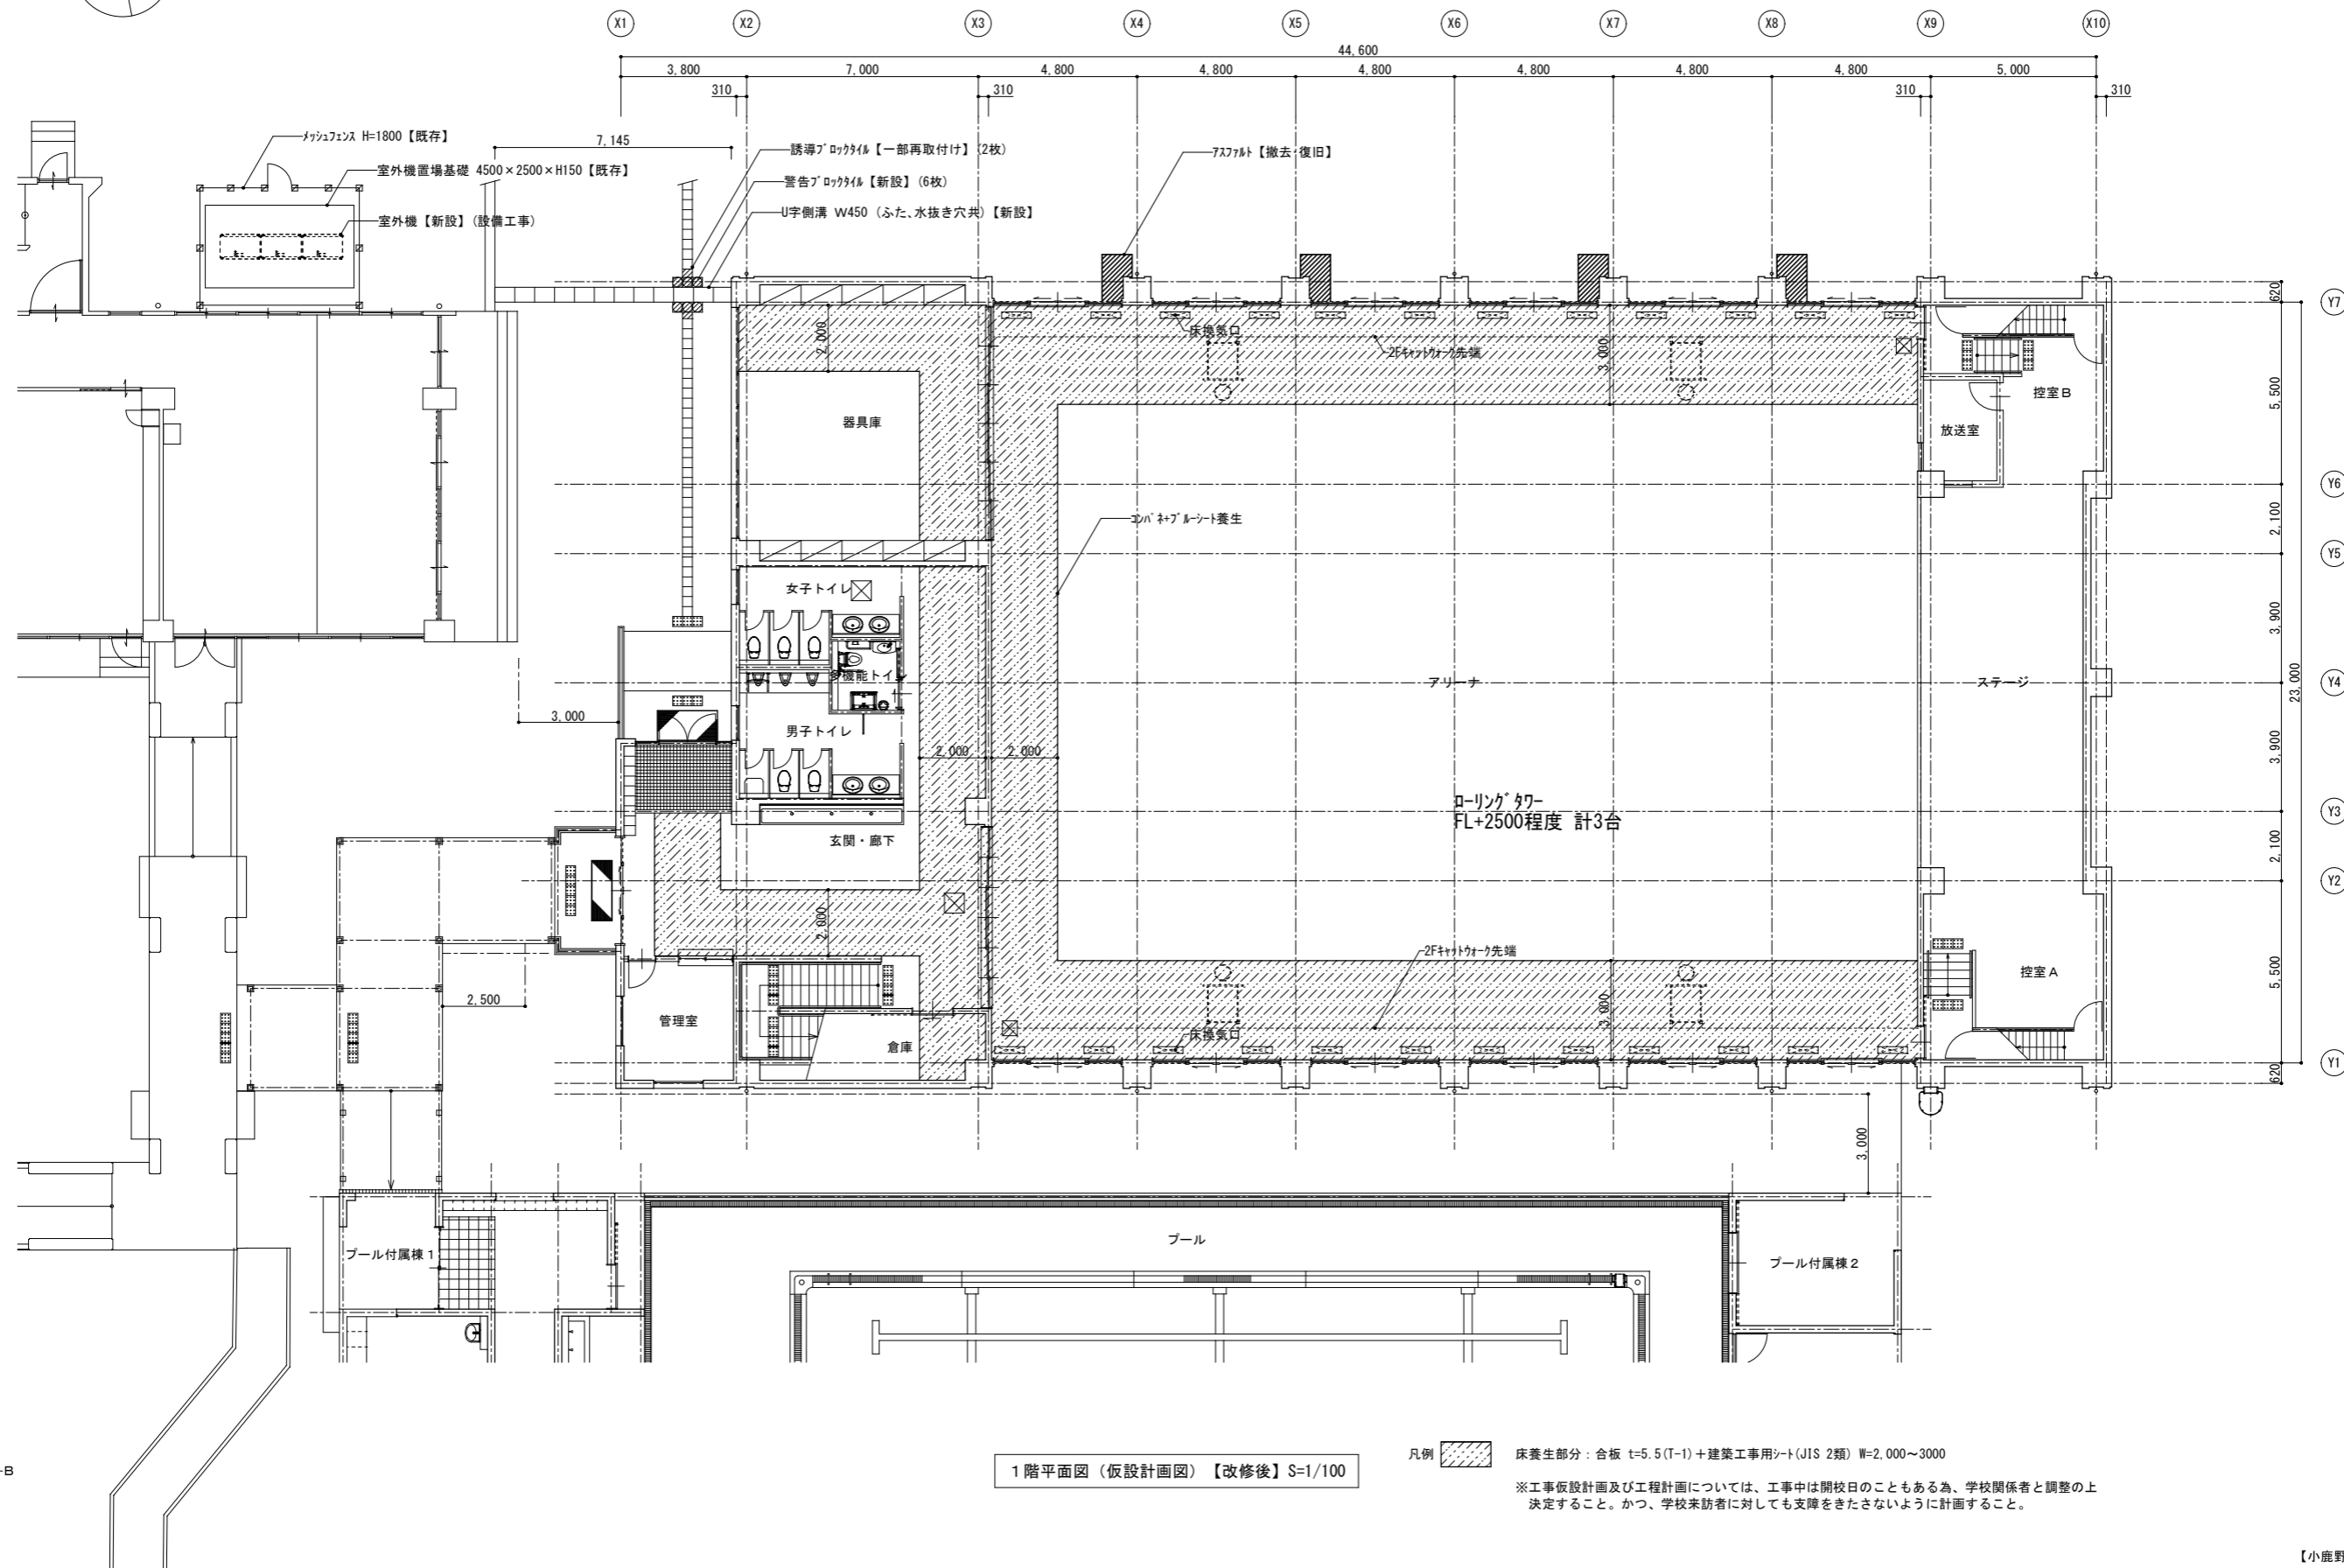 X1 X2 X3 X4 X5 X6 X7 X8 X9 X10
44,600
3,800 7,000 4,800 4,800 4,800 4,800 4,800 4,800 5,000
310 310 310 310
メッシュフェンス H=1800【既存】
7,145
誘導ブロックタイル【一部再取付け】(2枚)
アスファルト【撤去・復旧】
室外機置場基礎 4500×2500×H150【既存】
警告ブロックタイル【新設】(6枚)
室外機【新設】(設備工事)
U字側溝 W450 (ふた、水抜き穴共)【新設】
620
Y7
2,000
床換気口
2Fキャットウォーク先端
3,000
器具庫
控室B
5,500
放送室
Y6
コンパネ+ブルーシート養生
2,100
Y5
女子トイレ
3,900
多機能トイレ
アリーナ
ステージ
23,000
Y4
3,000
男子トイレ
2,000 2,000
3,900
ローリングタワー
FL+2500程度 計3台
Y3
玄関・廊下
2,100
Y2
2,000
2Fキャットウォーク先端
控室A
5,500
2,500
管理室
3,000
床換気口
倉庫
Y1
620
3,000
プール付属棟1
プール
プール付属棟2
1階平面図(仮設計画図)【改修後】S=1/100
凡例
床養生部分:合板 t=5.5(T-1)+建築工事用シート(JIS 2類) W=2,000~3000
※工事仮設計画及び工程計画については、工事中は開校日のこともある為、学校関係者と調整の上
決定すること。かつ、学校来訪者に対しても支障をきたさないように計画すること。
-B
【小鹿野